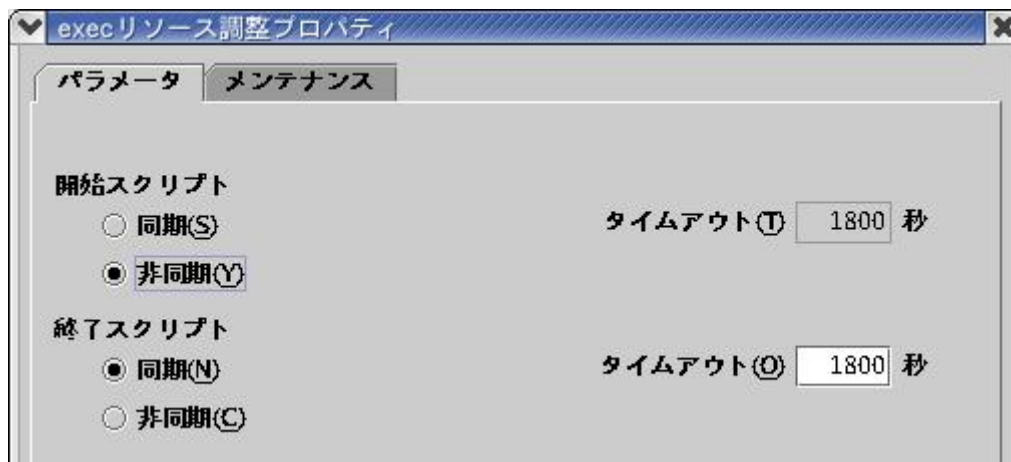 execリソース調整プロパティ
パラメータ メンテナンス
開始スクリプト
同期(S) タイムアウト(T) 1800 秒
非同期(Y)
終了スクリプト
同期(N) タイムアウト(O) 1800 秒
非同期(C)